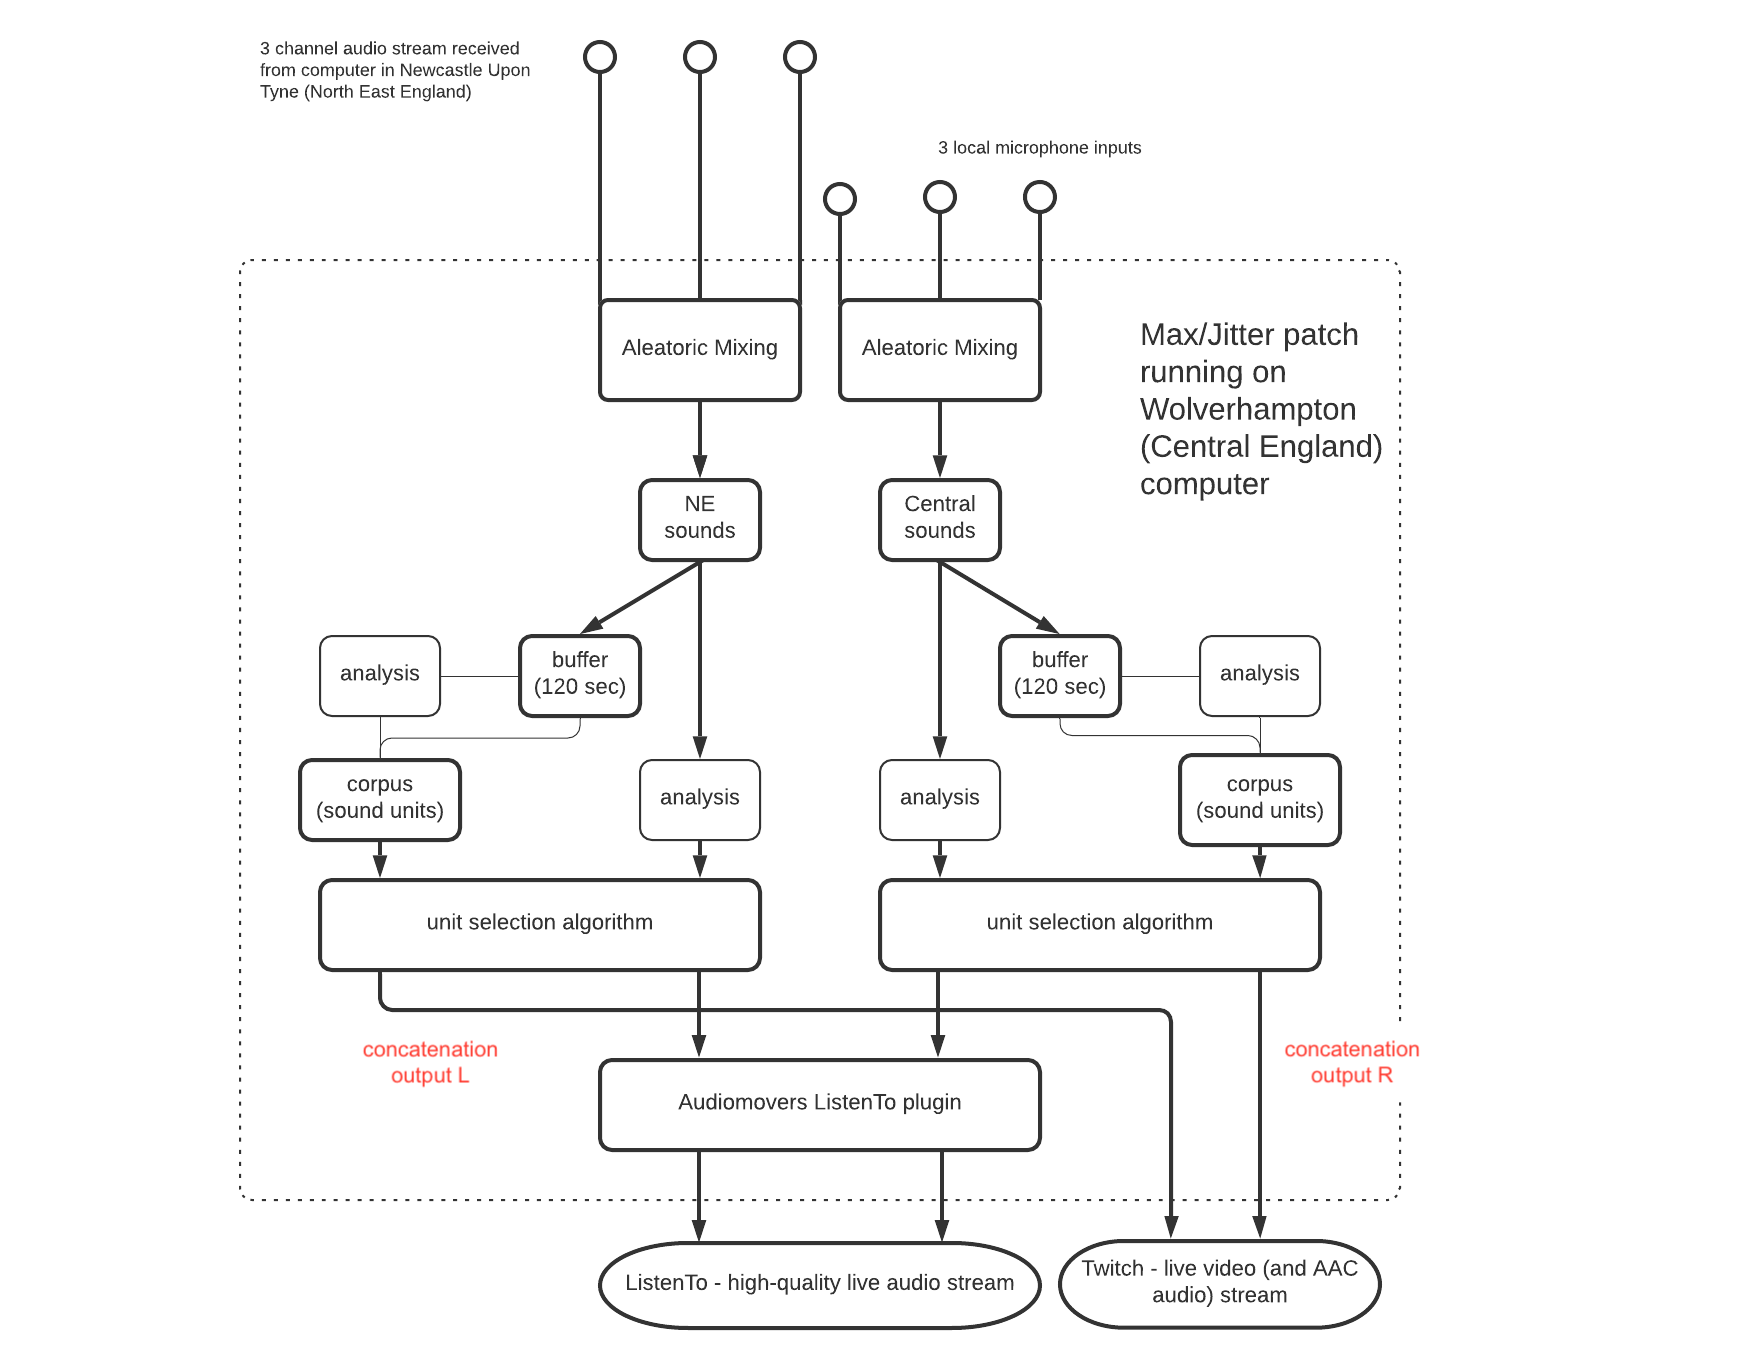 3 channel audio stream received
from computer in Newcastle Upon
Tyne (North East England)
3 local microphone inputs
Aleatoric Mixing
Aleatoric Mixing
Max/Jitter patch
running on
Wolverhampton
(Central England)
computer
NE
sounds
Central
sounds
analysis
buffer
(120 sec)
buffer
(120 sec)
analysis
corpus
(sound units)
analysis
analysis
corpus
(sound units)
unit selection algorithm
unit selection algorithm
concatenation
output L
concatenation
output R
Audiomovers ListenTo plugin
ListenTo - high-quality live audio stream
Twitch - live video (and AAC
audio) stream